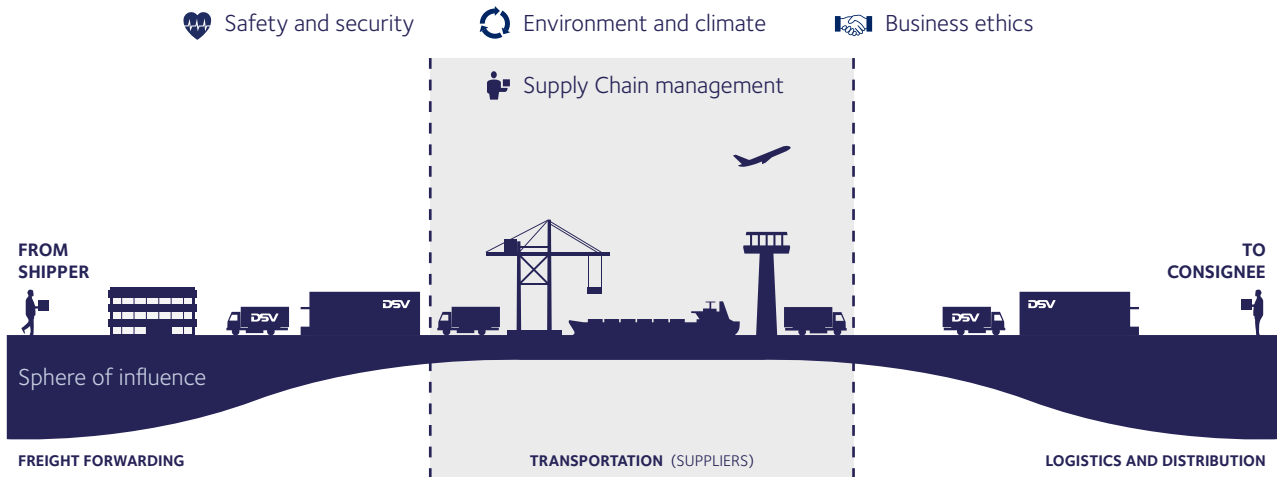 Safety and security
Environment and climate
Business ethics
Supply Chain management
FROM
SHIPPER
TO
CONSIGNEE
DSV
DSV
DSV
DSV
Sphere of influence
FREIGHT FORWARDING
TRANSPORTATION (SUPPLIERS)
LOGISTICS AND DISTRIBUTION